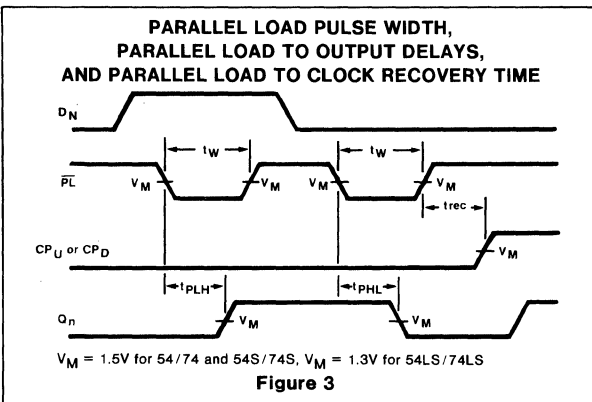 PARALLEL LOAD PULSE WIDTH,
PARALLEL LOAD TO OUTPUT DELAYS,
AND PARALLEL LOAD TO CLOCK RECOVERY TIME
DN
tW tW
PL VM VM VM VM
trec
CPU or CPD VM
tPLH tPHL
Qn VM VM
VM = 1.5V for 54/74 and 54S/74S, VM = 1.3V for 54LS/74LS
Figure 3